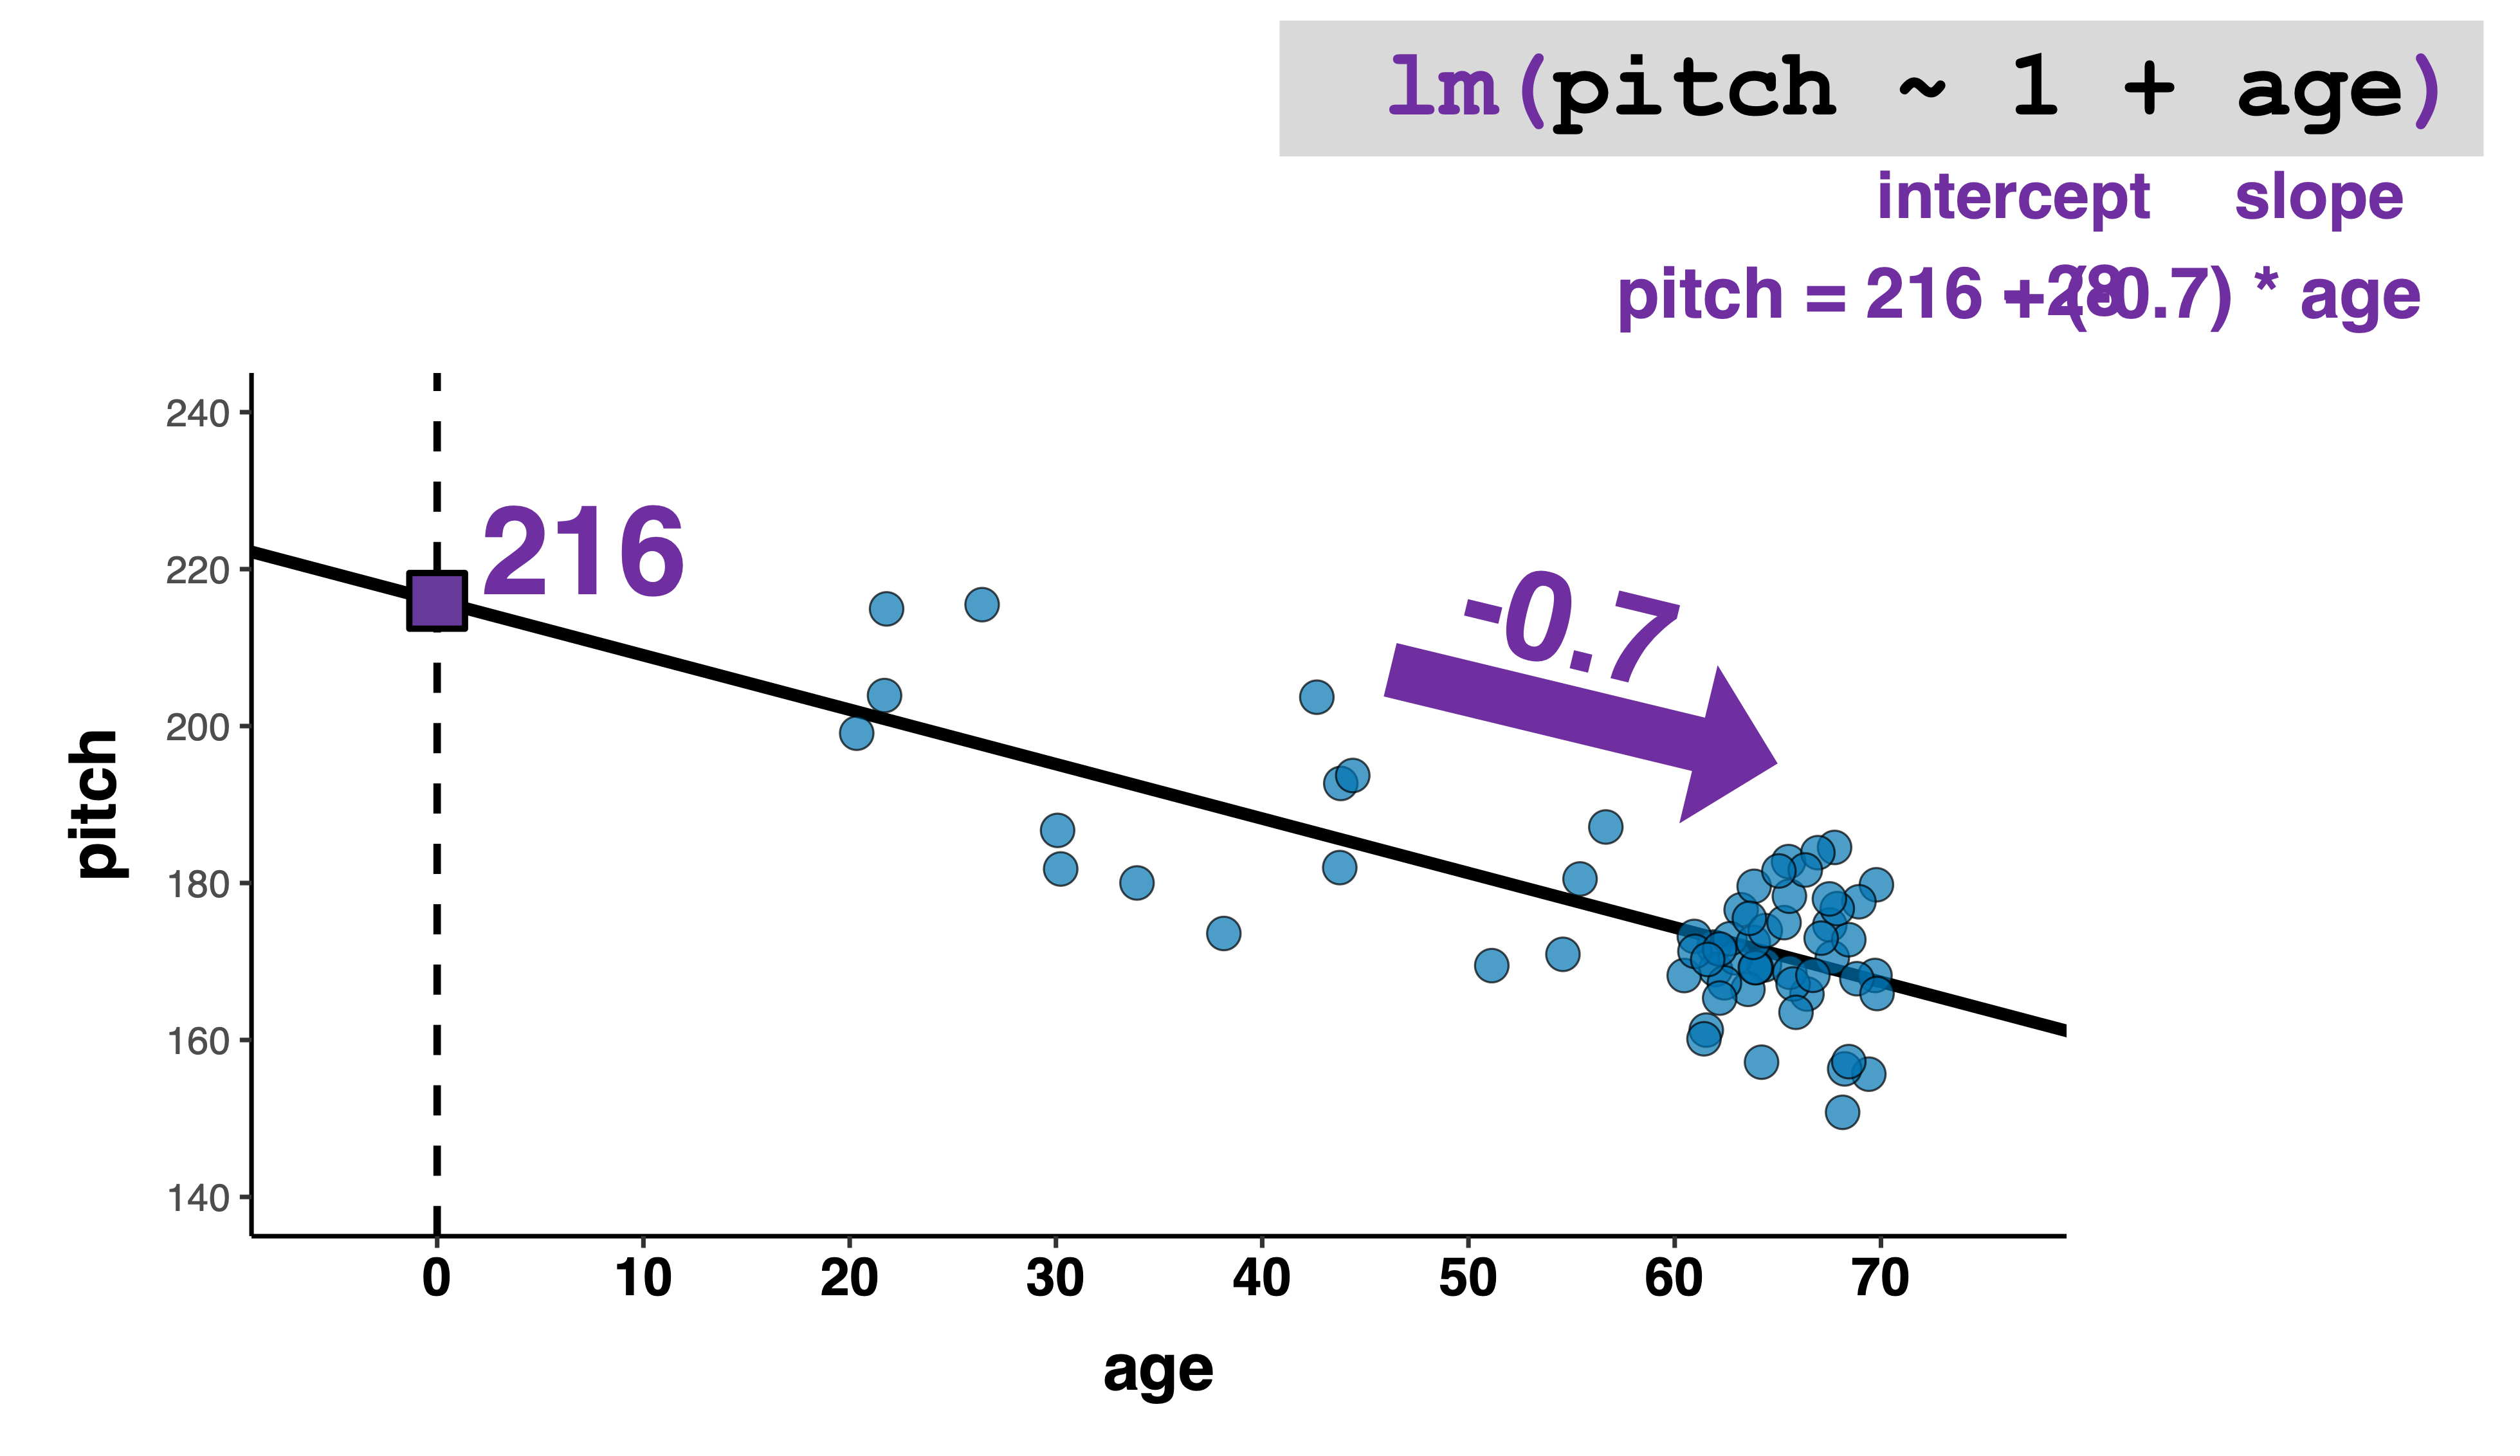 lm(pitch ~ 1 + age)
intercept slope
pitch = 216 + (-0.7) * age
240
220
216
-0.7
200
180
160
140
pitch
0 10 20 30 40 50 60 70
age